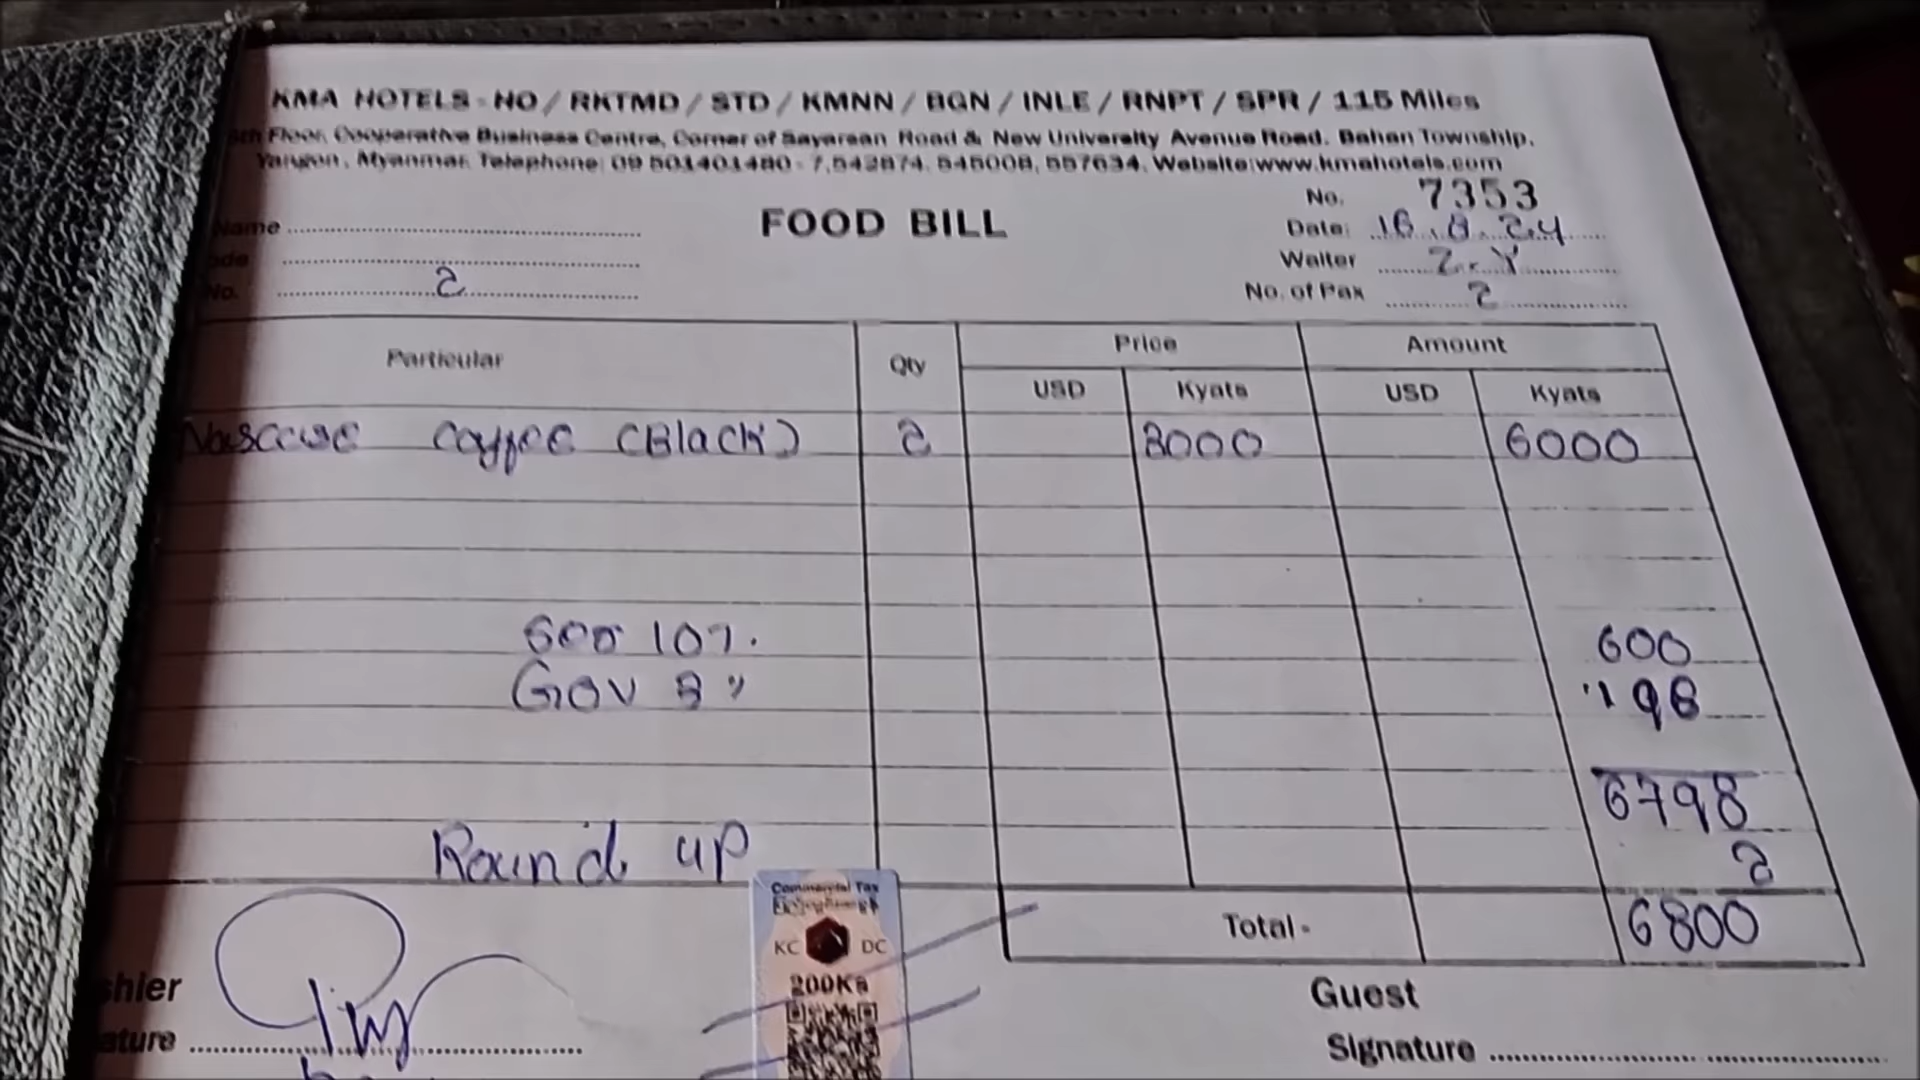 KMA HOTELS - HO / RKTMD / STD / KMNN / BGN / INLE / RNPT / SPR / 115 Miles
5th Floor, Cooperative Business Centre, Corner of Sayarsan Road & New University Avenue Road, Bahan Township,
Yangon, Myanmar. Telephone: 09 501401480 - 7, 542874, 545008, 557634. Website:www.kmahotels.com
FOOD BILL
No. 7353
Name
Date: 16.8.24
Waiter Z.Y
No. 2
No. of Pax 2
Particular Qty Price Amount
USD Kyats USD Kyats
Coffee (Black) 2 3000 6000
10%. 600
Gov 3 " 198
6798
Round up 2
Total - 6800
Commercial Tax
KC DC
200Ks
Guest
Signature